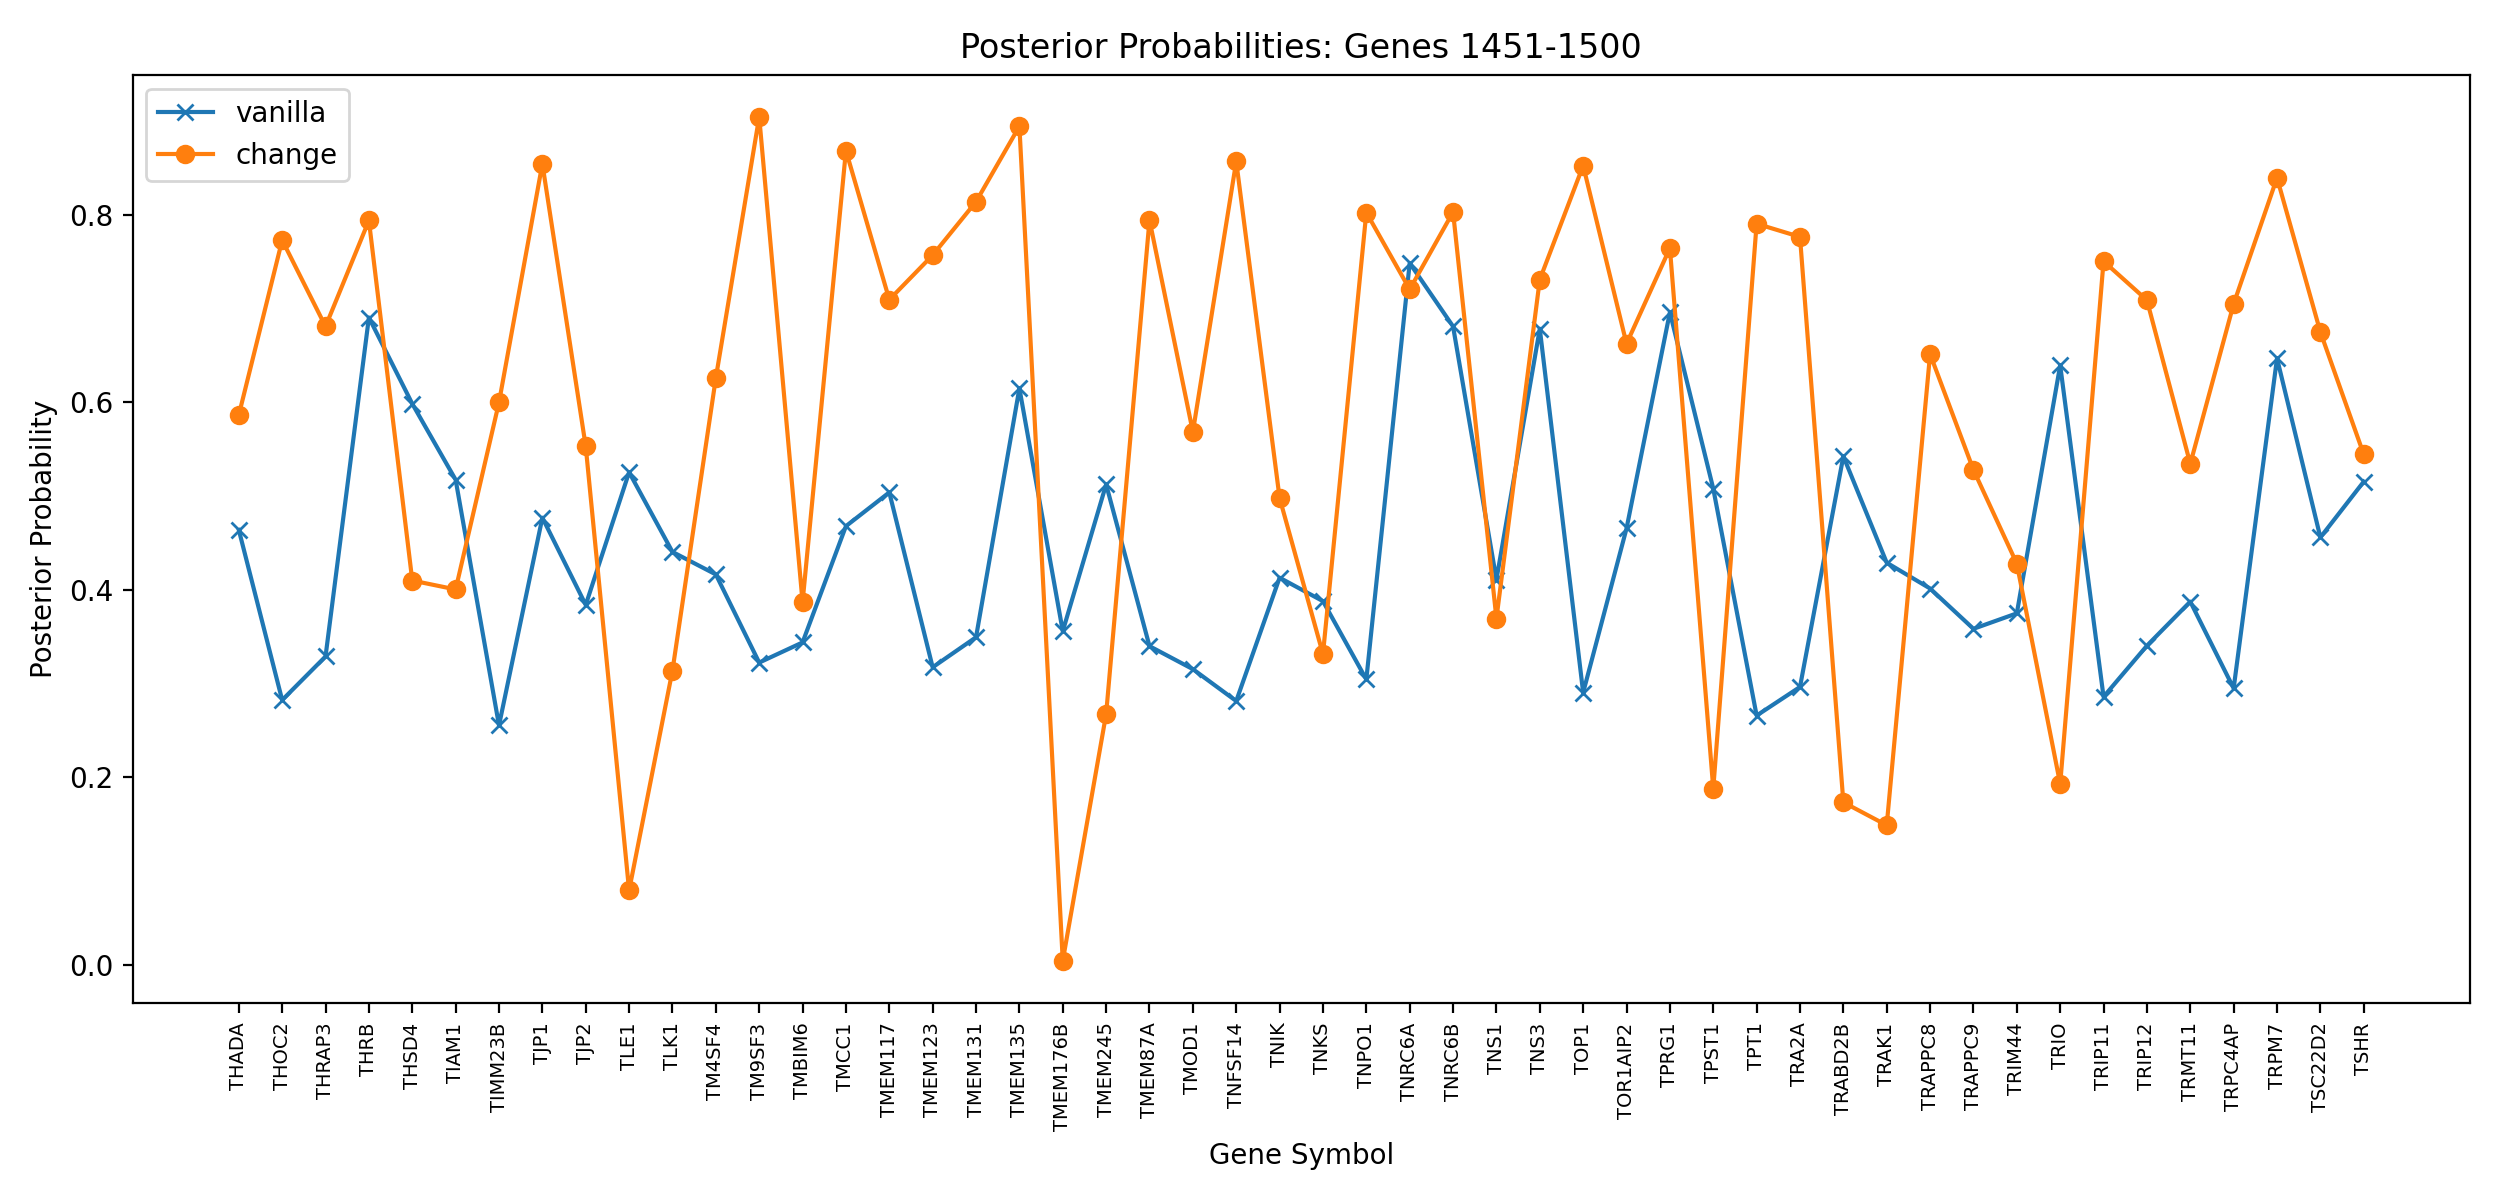 Posterior Probabilities: Genes 1451-1500
vanilla
change
Posterior Probability
0.8
0.6
0.4
0.2
0.0
THADA
THOC2
THRAP3
THRB
THSD4
TIAM1
TIMM23B
TJP1
TJP2
TLE1
TLK1
TM4SF4
TM9SF3
TMBIM6
TMCC1
TMEM117
TMEM123
TMEM131
TMEM135
TMEM176B
TMEM245
TMEM87A
TMOD1
TNFSF14
TNIK
TNKS
TNPO1
TNRC6A
TNRC6B
TNS1
TNS3
TOP1
TOR1AIP2
TPRG1
TPST1
TPT1
TRA2A
TRABD2B
TRAK1
TRAPPC8
TRAPPC9
TRIM44
TRIO
TRIP11
TRIP12
TRMT11
TRPC4AP
TRPM7
TSC22D2
TSHR
Gene Symbol